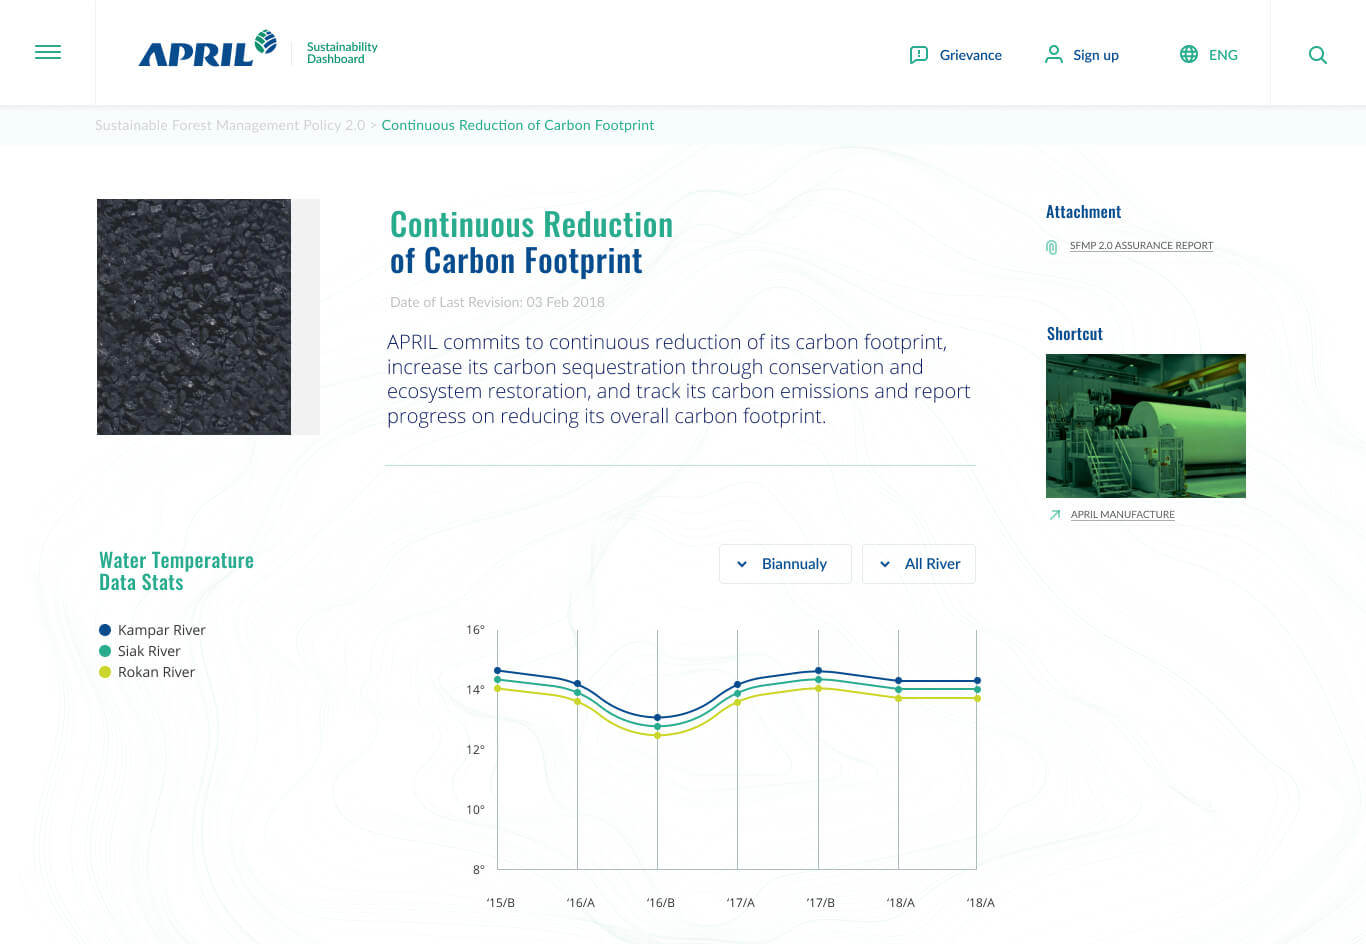 APRIL
Sustainability
Dashboard
Grievance
Sign up
ENG
Sustainable Forest Management Policy 2.0 > Continuous Reduction of Carbon Footprint
Continuous Reduction
of Carbon Footprint
Date of Last Revision: 03 Feb 2018
APRIL commits to continuous reduction of its carbon footprint,
increase its carbon sequestration through conservation and
ecosystem restoration, and track its carbon emissions and report
progress on reducing its overall carbon footprint.
Attachment
SFMP 2.0 ASSURANCE REPORT
Shortcut
APRIL MANUFACTURE
Water Temperature
Data Stats
Kampar River
Siak River
Rokan River
Biannualy
All River
16°
14°
12°
10°
8°
‘15/B ‘16/A ‘16/B ‘17/A ‘17/B ‘18/A ‘18/A